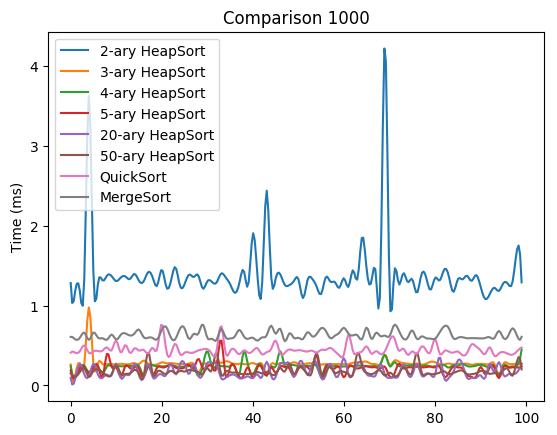 Comparison 1000
2-ary HeapSort
3-ary HeapSort
4-ary HeapSort
5-ary HeapSort
20-ary HeapSort
50-ary HeapSort
QuickSort
MergeSort
Time (ms)
4
3
2
1
0
0 20 40 60 80 100